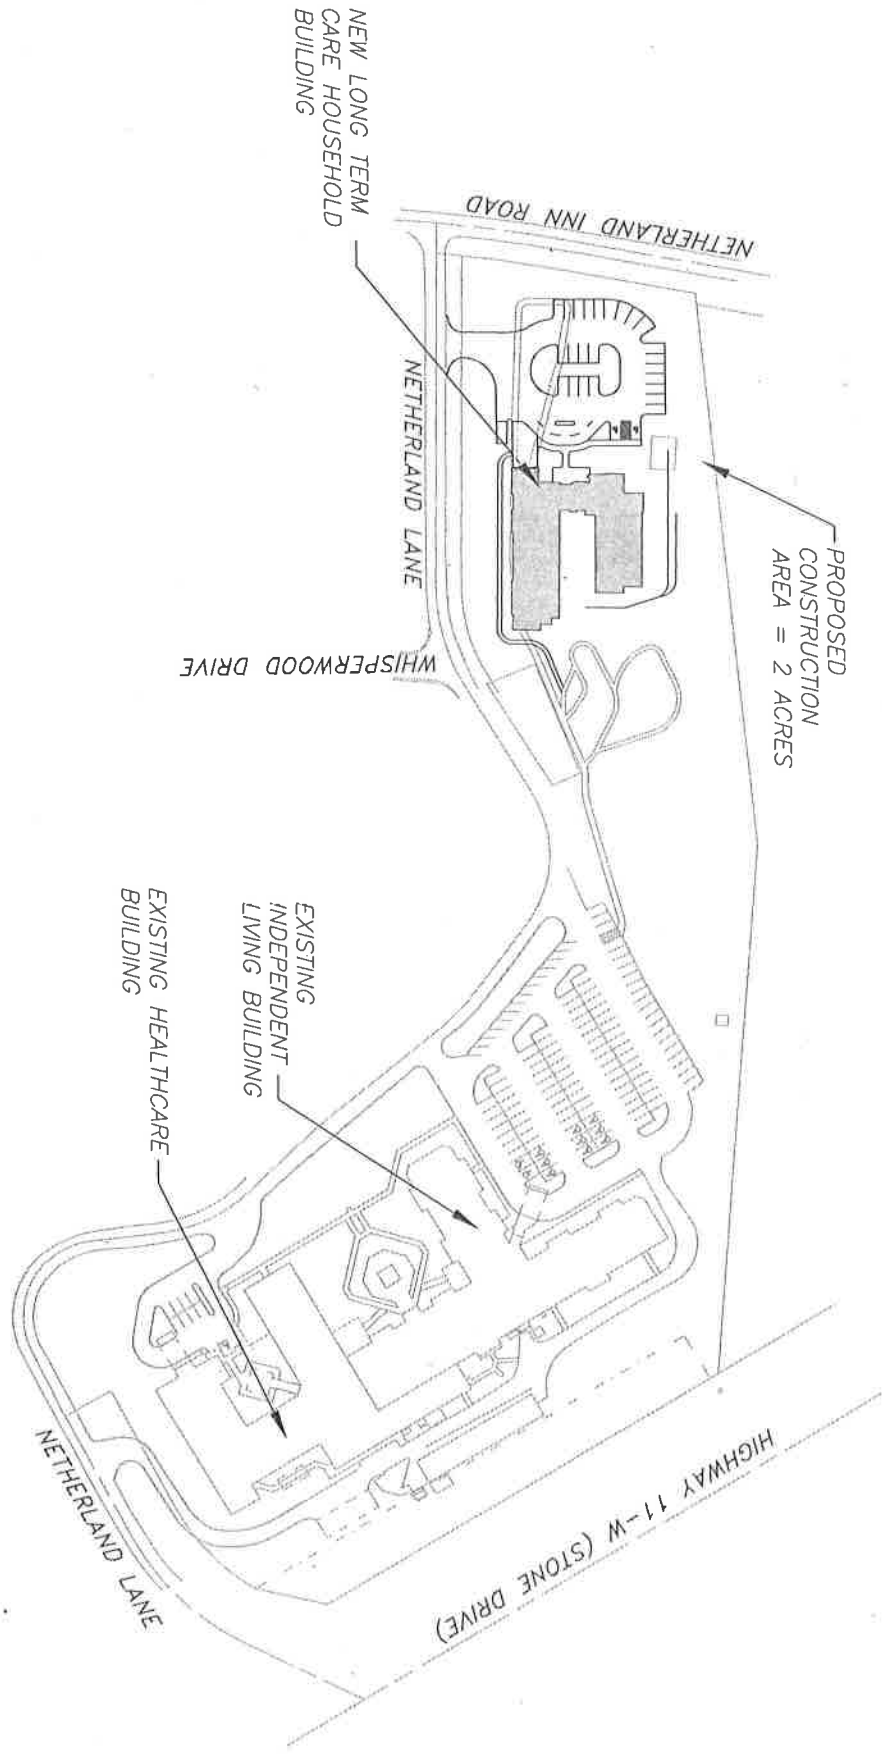 NEW LONG TERM
CARE HOUSEHOLD
BUILDING
NETHERLAND INN ROAD
PROPOSED
CONSTRUCTION
AREA = 2 ACRES
NETHERLAND LANE
WHISPERWOOD DRIVE
EXISTING
INDEPENDENT
LIVING BUILDING
EXISTING HEALTHCARE
BUILDING
NETHERLAND LANE
HIGHWAY 11-W (STONE DRIVE)